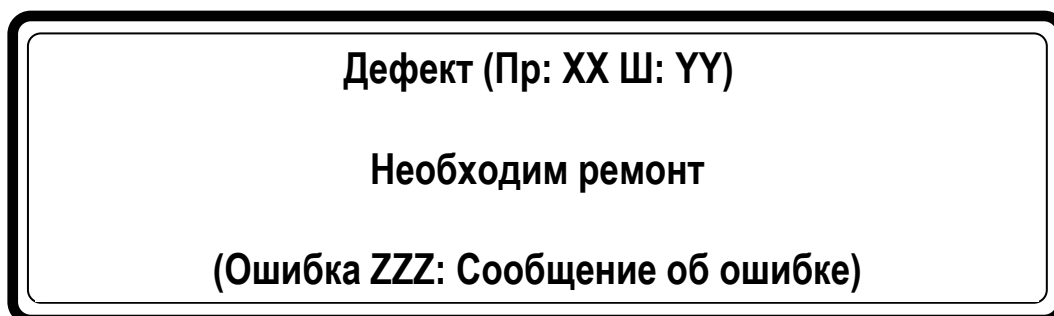 Дефект (Пр: XX Ш: YY)
Необходим ремонт
(Ошибка ZZZ: Сообщение об ошибке)